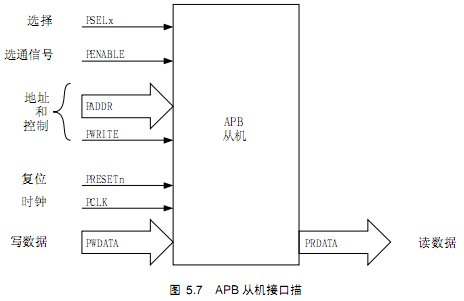 选择 PSELx
选通信号 PENABLE
地址
和
控制
PADDR
PWRITE
APB
从机
复位 PRESETn
时钟 PCLK
写数据 PWDATA
PRDATA 读数据
图 5.7 APB 从机接口描